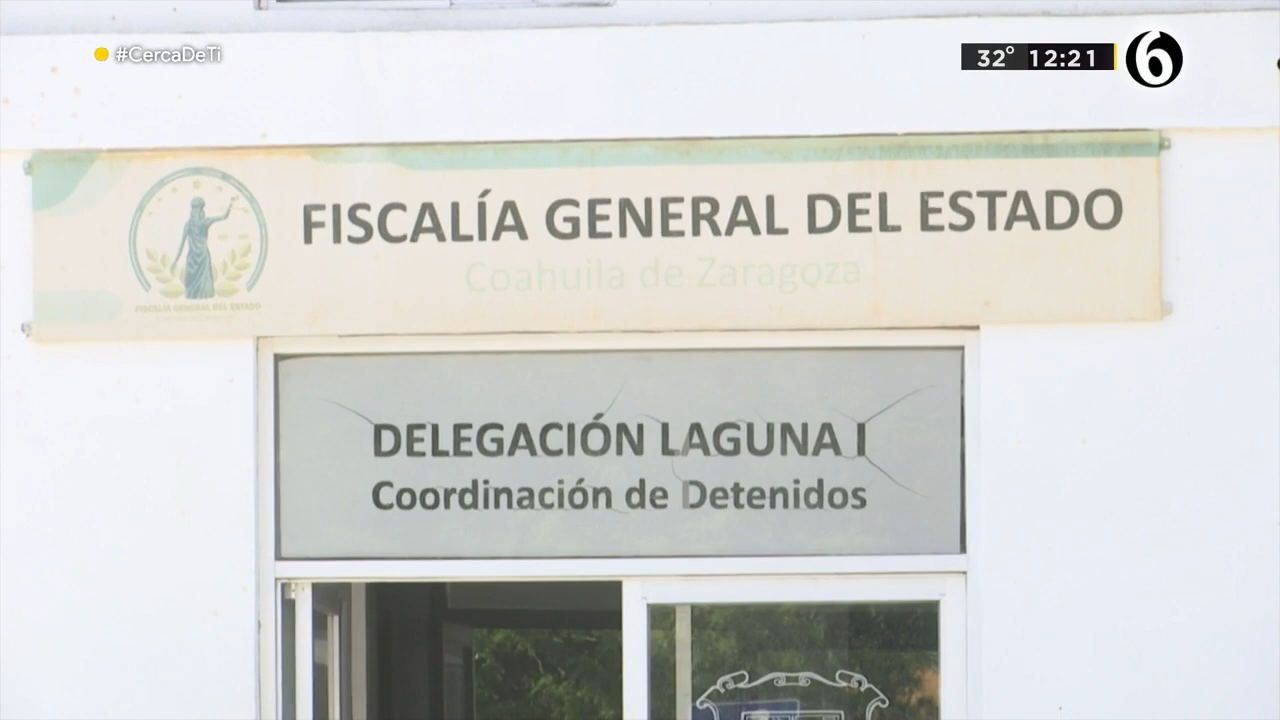 #CercaDeTi
32° 12:21 6
FISCALÍA GENERAL DEL ESTADO
Coahuila de Zaragoza
FISCALÍA GENERAL DEL ESTADO
DELEGACIÓN LAGUNA I
Coordinación de Detenidos